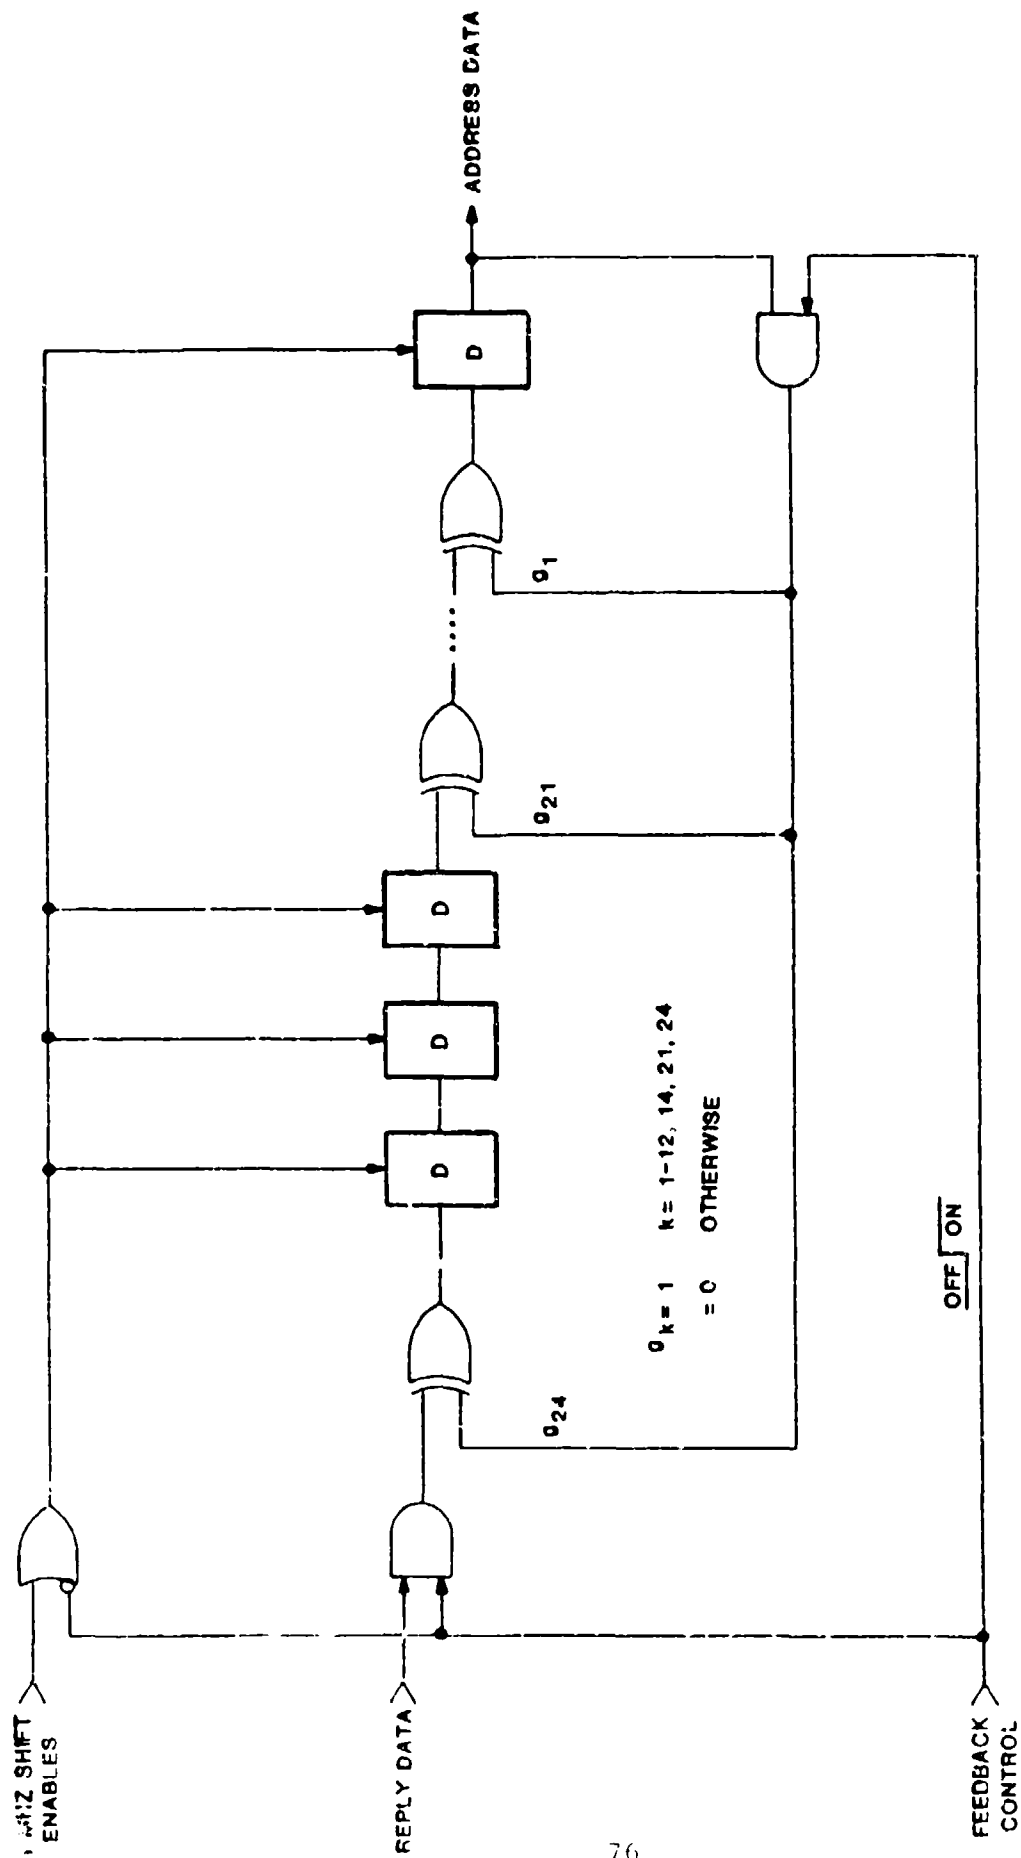 MHZ SHIFT
ENABLES
REPLY DATA
FEEDBACK
CONTROL
OFF ON
g24
g21
g1
D
D
D
D
gk = 1 k = 1-12, 14, 21, 24
= 0 OTHERWISE
ADDRESS DATA
76